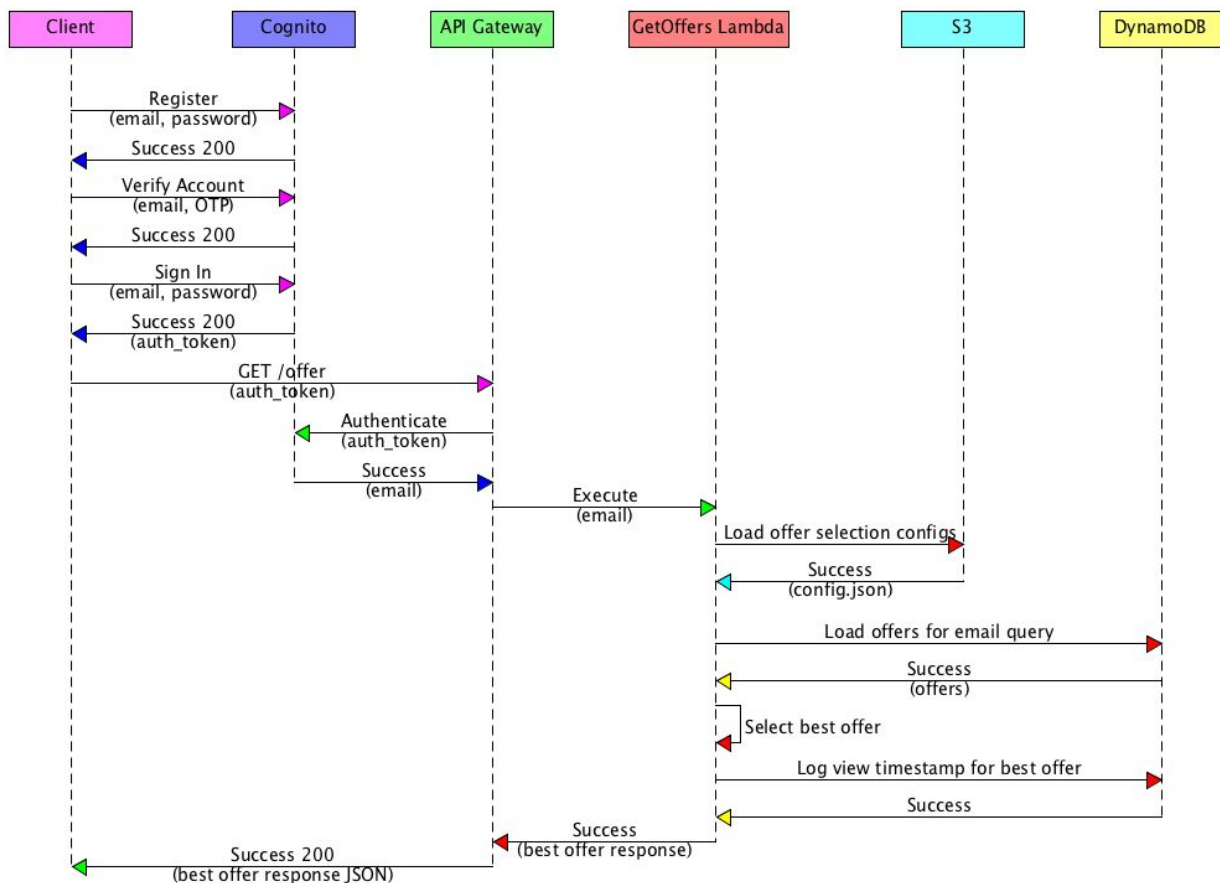 Client
Cognito
API Gateway
GetOffers Lambda
S3
DynamoDB
Register
(email, password)
Success 200
Verify Account
(email, OTP)
Success 200
Sign In
(email, password)
Success 200
(auth_token)
GET /offer
(auth_token)
Authenticate
(auth_token)
Success
(email)
Execute
(email)
Load offer selection configs
Success
(config.json)
Load offers for email query
Success
(offers)
Select best offer
Log view timestamp for best offer
Success
Success
(best offer response)
Success 200
(best offer response JSON)